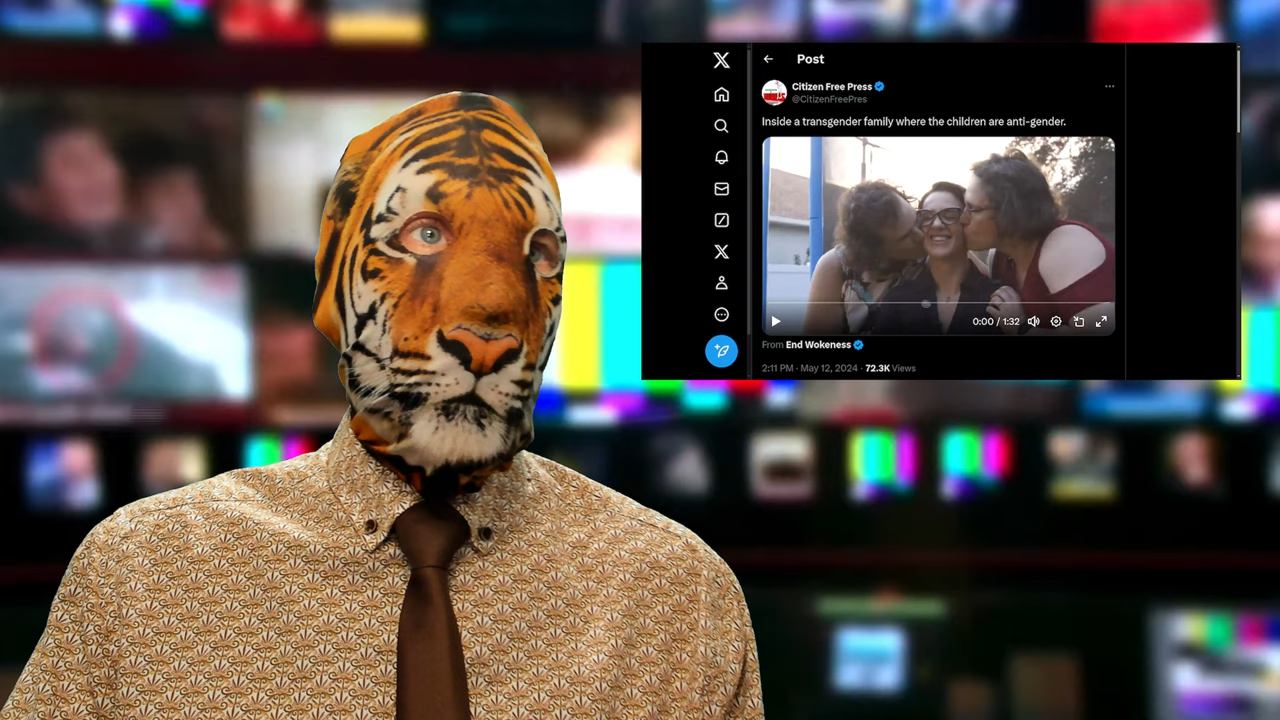 Post
Citizen Free Press
@CitizenFreePres
Inside a transgender family where the children are anti-gender.
0:00 / 1:32
From End Wokeness
2:11 PM · May 12, 2024 · 72.3K Views